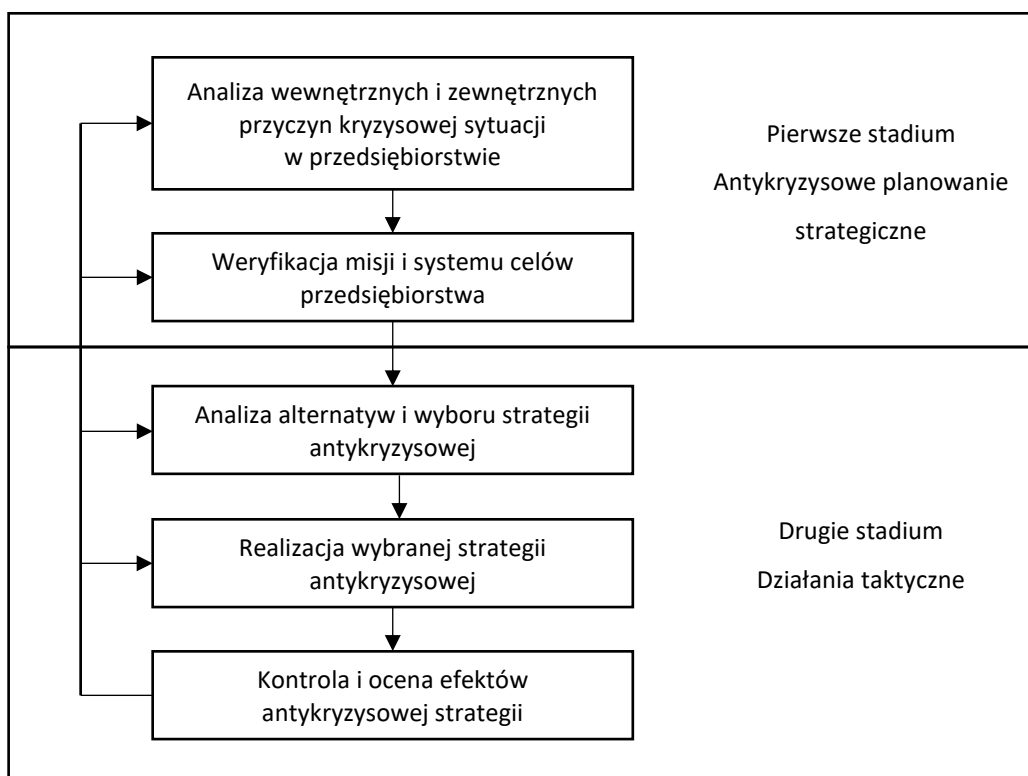 Analiza wewnętrznych i zewnętrznych
przyczyn kryzysowej sytuacji
w przedsiębiorstwie
Pierwsze stadium
Antykryzysowe planowanie
strategiczne
Weryfikacja misji i systemu celów
przedsiębiorstwa
Analiza alternatyw i wyboru strategii
antykryzysowej
Realizacja wybranej strategii
antykryzysowej
Drugie stadium
Działania taktyczne
Kontrola i ocena efektów
antykryzysowej strategii